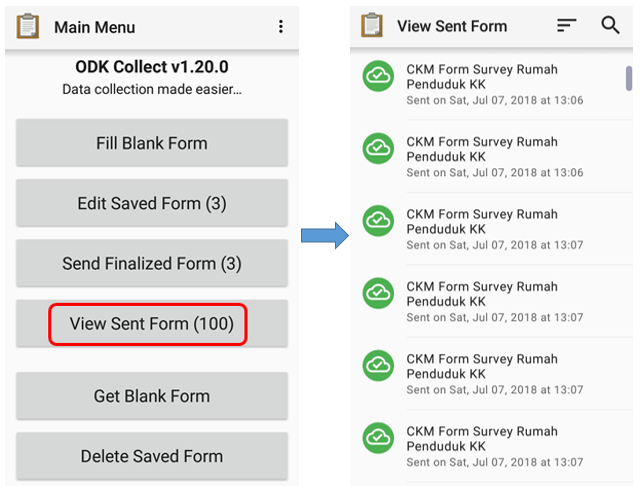 Main Menu
ODK Collect v1.20.0
Data collection made easier...
Fill Blank Form
Edit Saved Form (3)
Send Finalized Form (3)
View Sent Form (100)
Get Blank Form
Delete Saved Form
View Sent Form
CKM Form Survey Rumah
Penduduk KK
Sent on Sat, Jul 07, 2018 at 13:06
CKM Form Survey Rumah
Penduduk KK
Sent on Sat, Jul 07, 2018 at 13:06
CKM Form Survey Rumah
Penduduk KK
Sent on Sat, Jul 07, 2018 at 13:07
CKM Form Survey Rumah
Penduduk KK
Sent on Sat, Jul 07, 2018 at 13:07
CKM Form Survey Rumah
Penduduk KK
Sent on Sat, Jul 07, 2018 at 13:07
CKM Form Survey Rumah
Penduduk KK
Sent on Sat, Jul 07, 2018 at 13:07